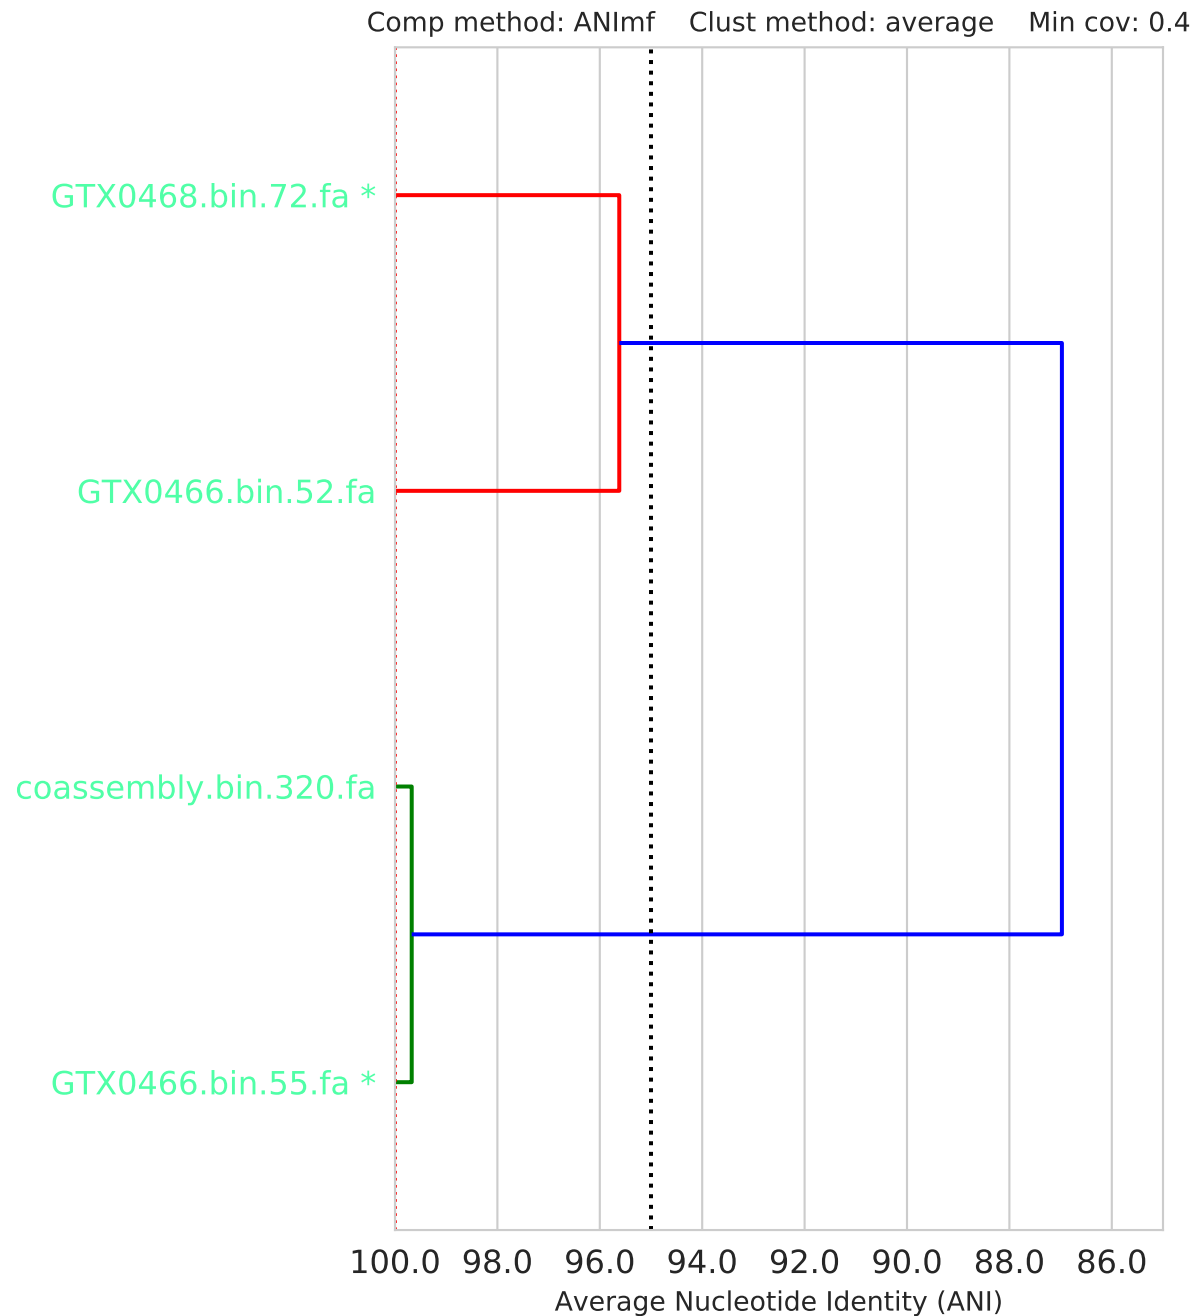 Comp method: ANImf    Clust method: average    Min cov: 0.4
GTX0468.bin.72.fa *
GTX0466.bin.52.fa
coassembly.bin.320.fa
GTX0466.bin.55.fa *
100.0 98.0 96.0 94.0 92.0 90.0 88.0 86.0
Average Nucleotide Identity (ANI)